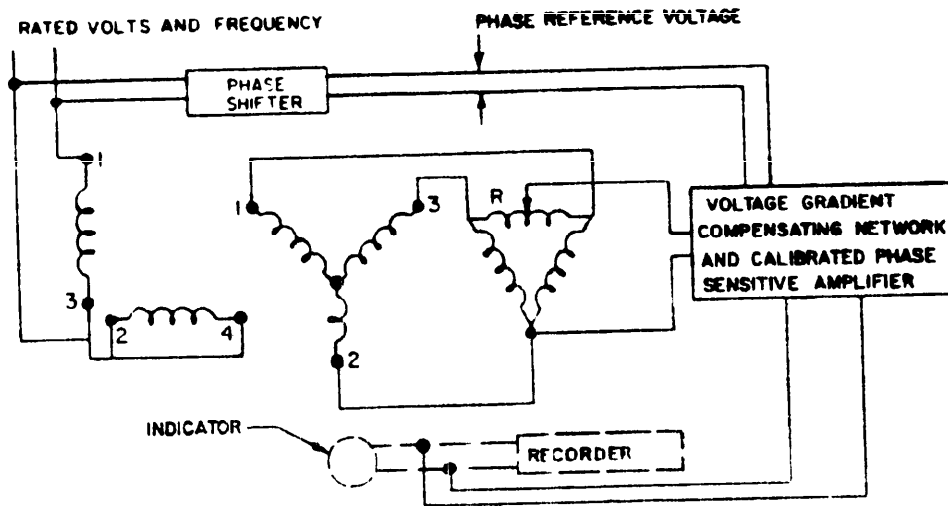 RATED VOLTS AND FREQUENCY
PHASE REFERENCE VOLTAGE
PHASE
SHIFTER
1
3
2
4
1
3
2
R
VOLTAGE GRADIENT
COMPENSATING NETWORK
AND CALIBRATED PHASE
SENSITIVE AMPLIFIER
INDICATOR
RECORDER